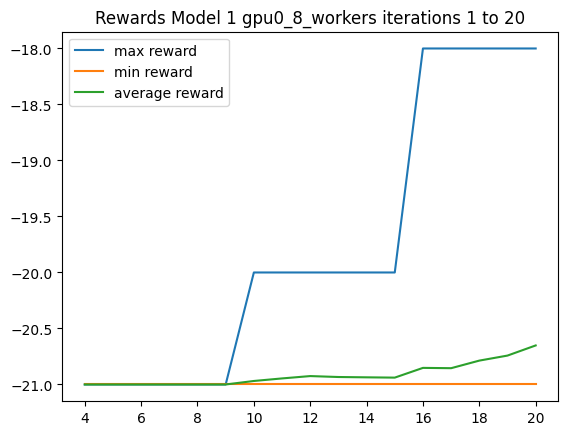 Rewards Model 1 gpu0_8_workers iterations 1 to 20
max reward
min reward
average reward
−18.0
−18.5
−19.0
−19.5
−20.0
−20.5
−21.0
4 6 8 10 12 14 16 18 20